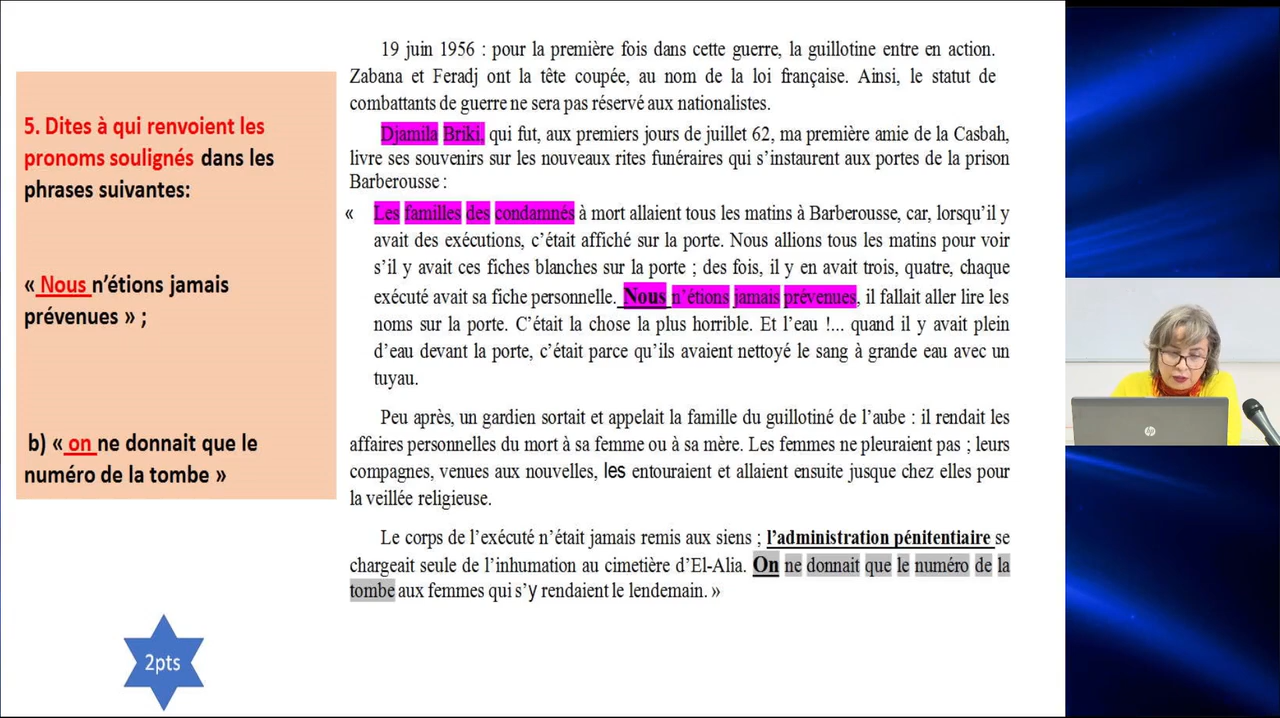 5. Dites à qui renvoient les
pronoms soulignés dans les
phrases suivantes:
« Nous n’étions jamais
prévenues » ;
b) « on ne donnait que le
numéro de la tombe »
2pts
19 juin 1956 : pour la première fois dans cette guerre, la guillotine entre en action.
Zabana et Feradj ont la tête coupée, au nom de la loi française. Ainsi, le statut de
combattants de guerre ne sera pas réservé aux nationalistes.
Djamila Briki, qui fut, aux premiers jours de juillet 62, ma première amie de la Casbah,
livre ses souvenirs sur les nouveaux rites funéraires qui s’instaurent aux portes de la prison
Barberousse :
« Les familles des condamnés à mort allaient tous les matins à Barberousse, car, lorsqu’il y
avait des exécutions, c’était affiché sur la porte. Nous allions tous les matins pour voir
s’il y avait ces fiches blanches sur la porte ; des fois, il y en avait trois, quatre, chaque
exécuté avait sa fiche personnelle. Nous n’étions jamais prévenues, il fallait aller lire les
noms sur la porte. C’était la chose la plus horrible. Et l’eau !... quand il y avait plein
d’eau devant la porte, c’était parce qu’ils avaient nettoyé le sang à grande eau avec un
tuyau.
Peu après, un gardien sortait et appelait la famille du guillotiné de l’aube : il rendait les
affaires personnelles du mort à sa femme ou à sa mère. Les femmes ne pleuraient pas ; leurs
compagnes, venues aux nouvelles, les entouraient et allaient ensuite jusque chez elles pour
la veillée religieuse.
Le corps de l’exécuté n’était jamais remis aux siens ; l’administration pénitentiaire se
chargeait seule de l’inhumation au cimetière d’El-Alia. On ne donnait que le numéro de la
tombe aux femmes qui s’y rendaient le lendemain. »
hp